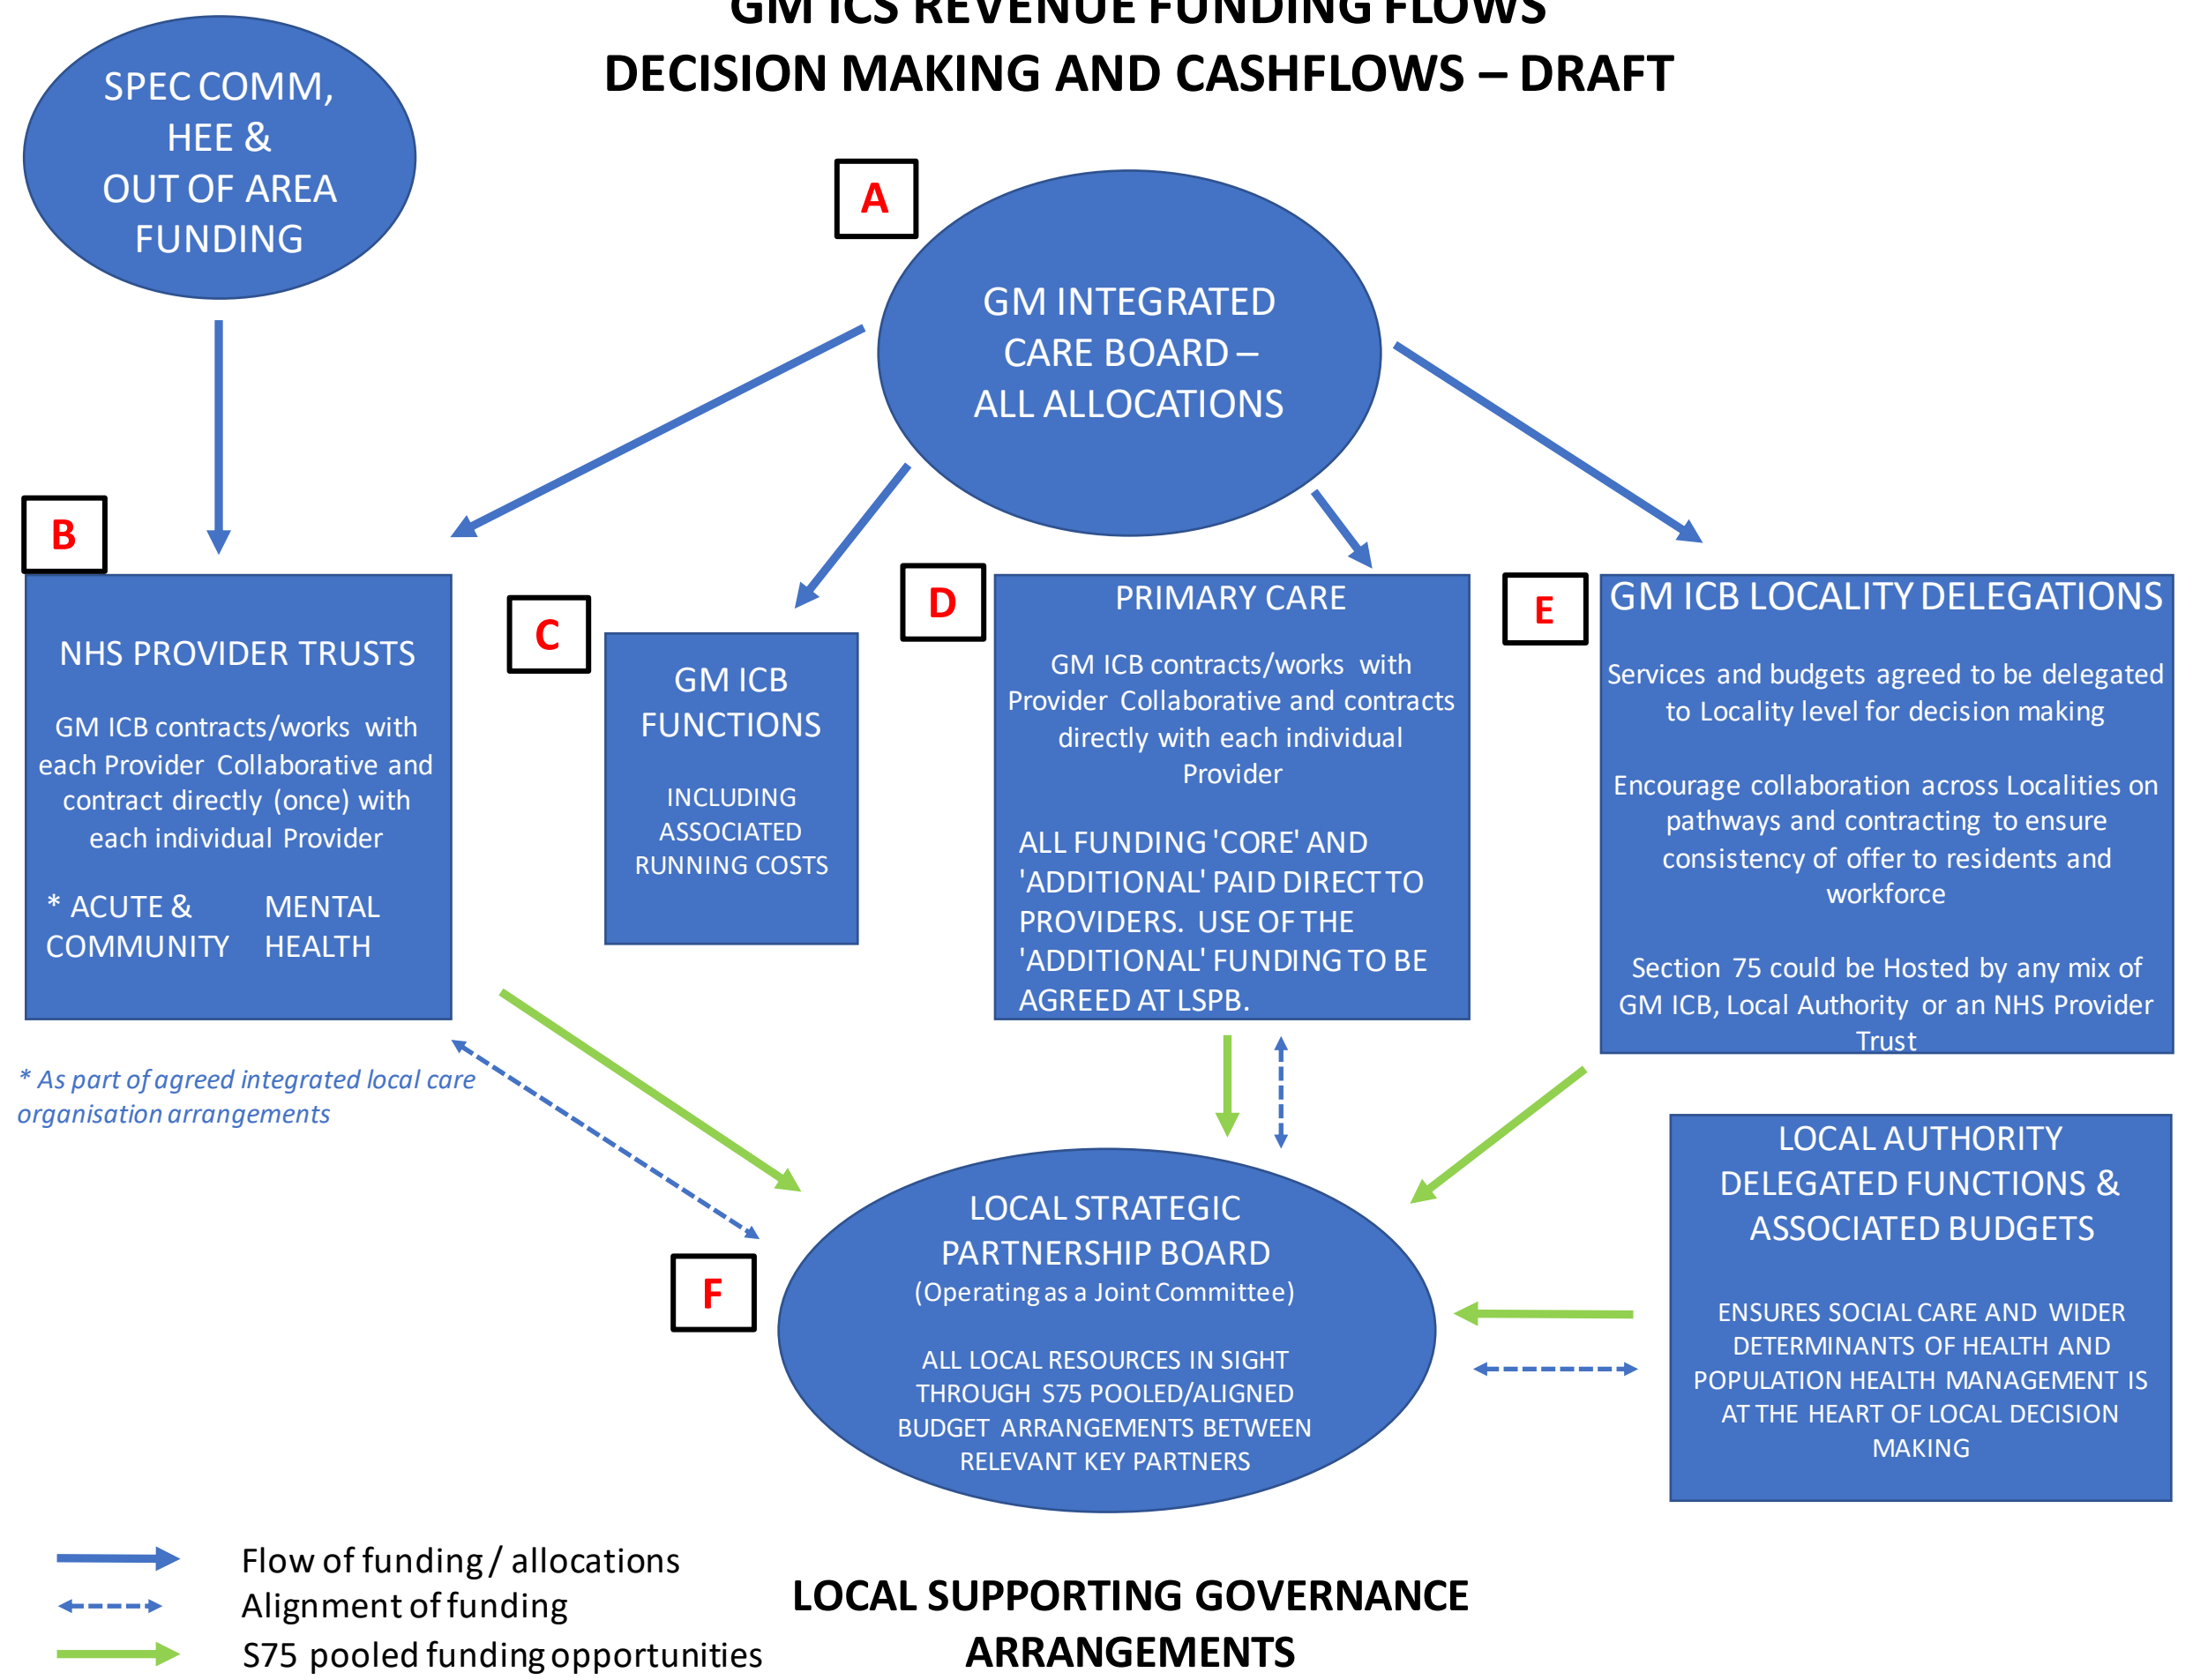 GM ICS REVENUE FUNDING FLOWS
DECISION MAKING AND CASHFLOWS – DRAFT
SPEC COMM,
HEE &
OUT OF AREA
FUNDING
A
GM INTEGRATED
CARE BOARD –
ALL ALLOCATIONS
B
NHS PROVIDER TRUSTS
GM ICB contracts/works with
each Provider Collaborative and
contract directly (once) with
each individual Provider
* ACUTE &
COMMUNITY
MENTAL
HEALTH
* As part of agreed integrated local care
organisation arrangements
C
GM ICB
FUNCTIONS
INCLUDING
ASSOCIATED
RUNNING COSTS
D
PRIMARY CARE
GM ICB contracts/works with
Provider Collaborative and contracts
directly with each individual
Provider
ALL FUNDING 'CORE' AND
'ADDITIONAL' PAID DIRECT TO
PROVIDERS. USE OF THE
'ADDITIONAL' FUNDING TO BE
AGREED AT LSPB.
E
GM ICB LOCALITY DELEGATIONS
Services and budgets agreed to be delegated
to Locality level for decision making
Encourage collaboration across Localities on
pathways and contracting to ensure
consistency of offer to residents and
workforce
Section 75 could be Hosted by any mix of
GM ICB, Local Authority or an NHS Provider
Trust
F
LOCAL STRATEGIC
PARTNERSHIP BOARD
(Operating as a Joint Committee)
ALL LOCAL RESOURCES IN SIGHT
THROUGH S75 POOLED/ALIGNED
BUDGET ARRANGEMENTS BETWEEN
RELEVANT KEY PARTNERS
LOCAL AUTHORITY
DELEGATED FUNCTIONS &
ASSOCIATED BUDGETS
ENSURES SOCIAL CARE AND WIDER
DETERMINANTS OF HEALTH AND
POPULATION HEALTH MANAGEMENT IS
AT THE HEART OF LOCAL DECISION
MAKING
Flow of funding / allocations
Alignment of funding
S75 pooled funding opportunities
LOCAL SUPPORTING GOVERNANCE
ARRANGEMENTS